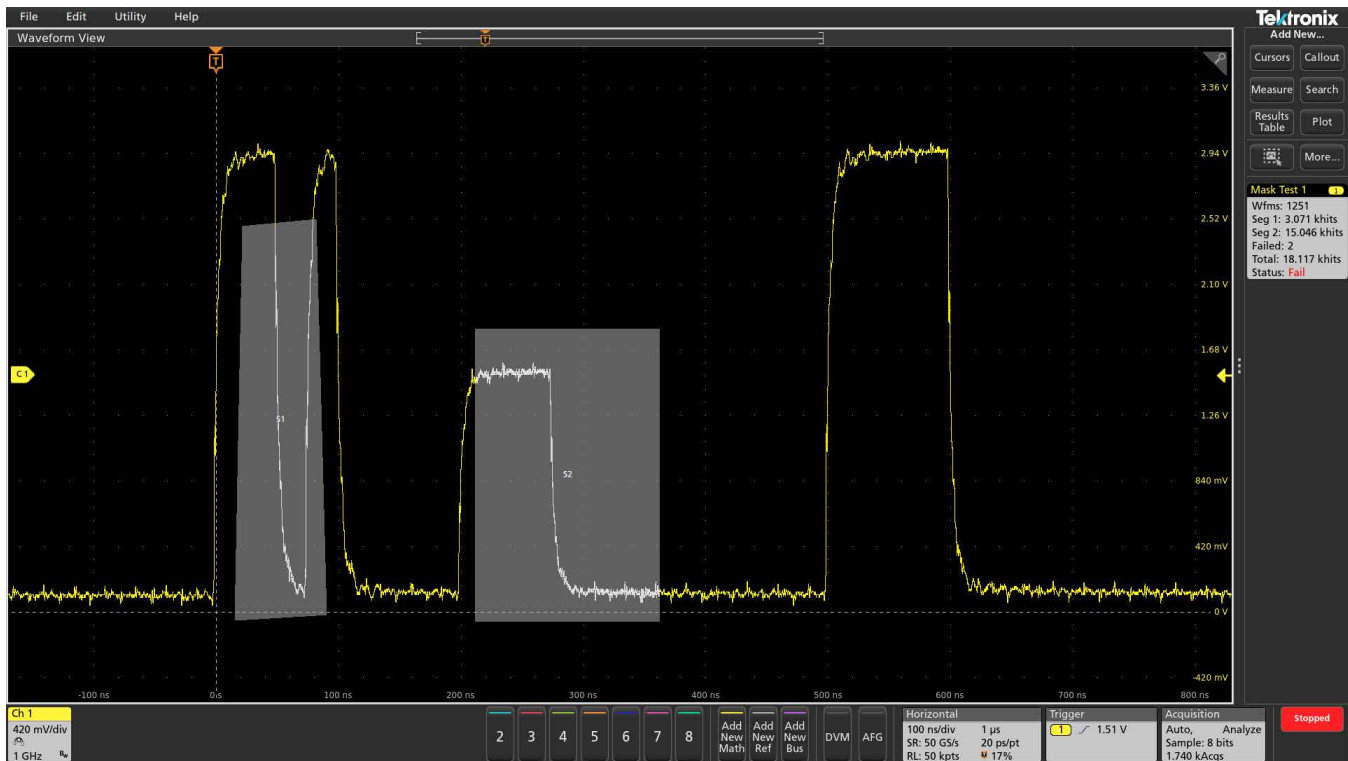 File Edit Utility Help
Tektronix
Waveform View
Add New...
T
T
Cursors Callout
Measure Search
Results Table Plot
More...
Mask Test 1 1
Wfms: 1251
Seg 1: 3.071 khits
Seg 2: 15.046 khits
Failed: 2
Total: 18.117 khits
Status: Fail
3.36 V
2.94 V
2.52 V
2.10 V
1.68 V
C1
1.26 V
S1
S2
840 mV
420 mV
0 V
-420 mV
-100 ns 0 s 100 ns 200 ns 300 ns 400 ns 500 ns 600 ns 700 ns 800 ns
Ch 1
420 mV/div
1 GHz Bw
2 3 4 5 6 7 8
Add New Math
Add New Ref
Add New Bus
DVM AFG
Horizontal
100 ns/div 1 µs
SR: 50 GS/s 20 ps/pt
RL: 50 kpts 17%
Trigger
1 1.51 V
Acquisition
Auto, Analyze
Sample: 8 bits
1.740 kAcqs
Stopped